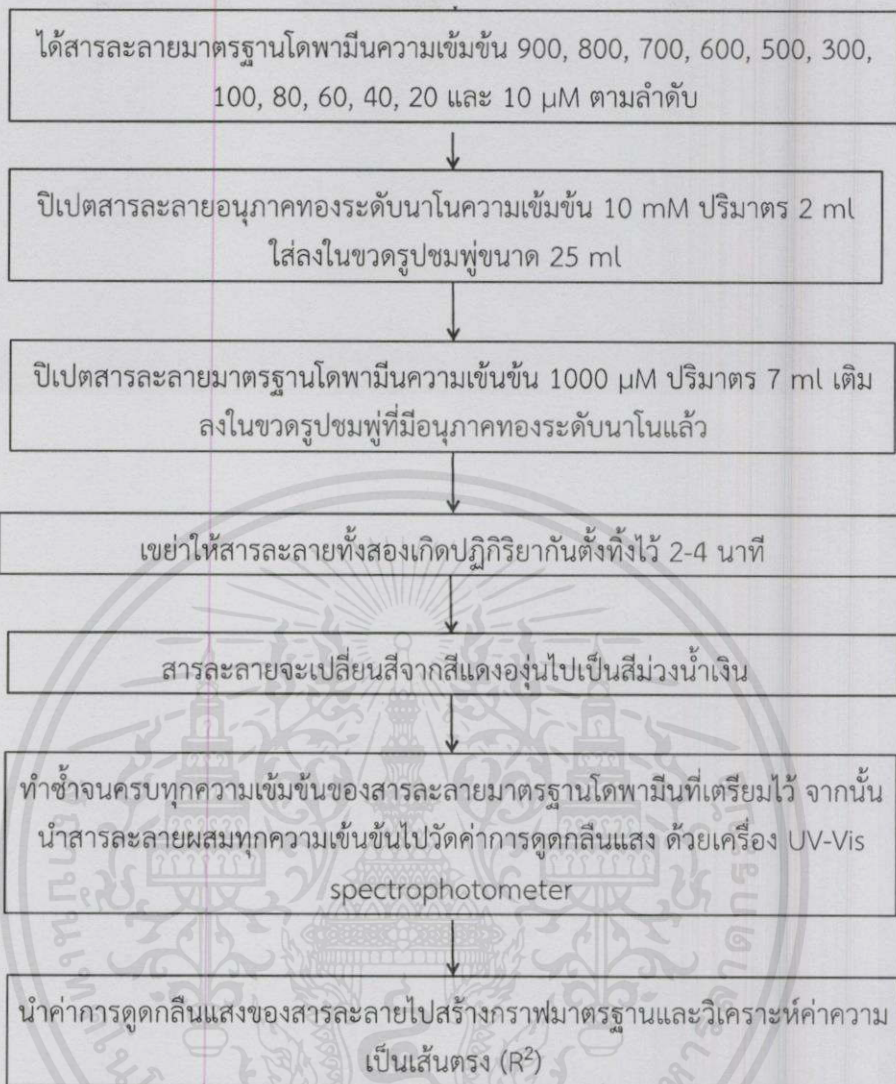 ได้สารละลายมาตรฐานโดพามีนความเข้มข้น 900, 800, 700, 600, 500, 300,
100, 80, 60, 40, 20 และ 10 µM ตามลำดับ
ปิเปตสารละลายอนุภาคทองระดับนาโนความเข้มข้น 10 mM ปริมาตร 2 ml
ใส่ลงในขวดรูปชมพู่ขนาด 25 ml
ปิเปตสารละลายมาตรฐานโดพามีนความเข้นข้น 1000 µM ปริมาตร 7 ml เติม
ลงในขวดรูปชมพู่ที่มีอนุภาคทองระดับนาโนแล้ว
เขย่าให้สารละลายทั้งสองเกิดปฏิกิริยากันตั้งทิ้งไว้ 2-4 นาที
สารละลายจะเปลี่ยนสีจากสีแดงองุ่นไปเป็นสีม่วงน้ำเงิน
ทำซ้ำจนครบทุกความเข้มข้นของสารละลายมาตรฐานโดพามีนที่เตรียมไว้ จากนั้น
นำสารละลายผสมทุกความเข้นข้นไปวัดค่าการดูดกลืนแสง ด้วยเครื่อง UV-Vis
spectrophotometer
นำค่าการดูดกลืนแสงของสารละลายไปสร้างกราฟมาตรฐานและวิเคราะห์ค่าความ
เป็นเส้นตรง (R²)